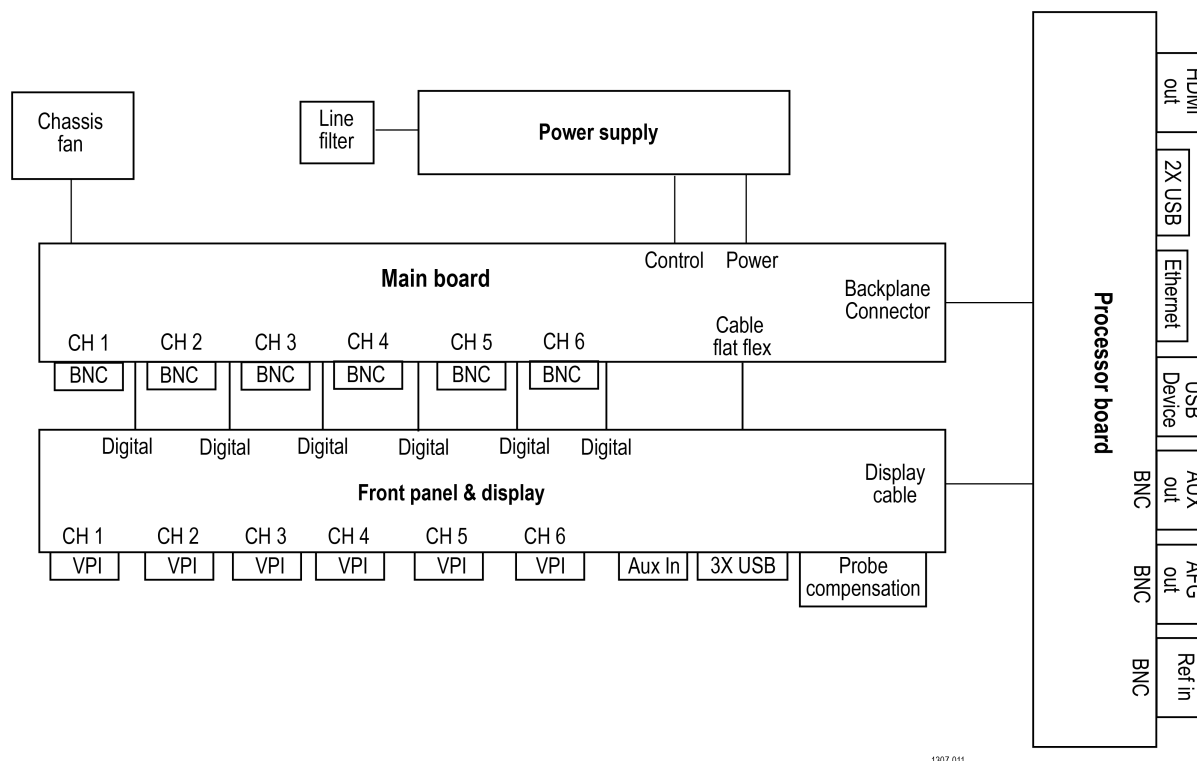 Chassis
fan
Line
filter
Power supply
Main board
Control
Power
Backplane
Connector
Cable
flat flex
CH 1
CH 2
CH 3
CH 4
CH 5
CH 6
BNC
BNC
BNC
BNC
BNC
BNC
Digital
Digital
Digital
Digital
Digital
Digital
Front panel & display
Display
cable
CH 1
CH 2
CH 3
CH 4
CH 5
CH 6
VPI
VPI
VPI
VPI
VPI
VPI
Aux In
3X USB
Probe
compensation
Processor board
HDMI
out
2X USB
Ethernet
USB
Device
AUX
out
BNC
AFG
out
BNC
Ref in
BNC
1307 011